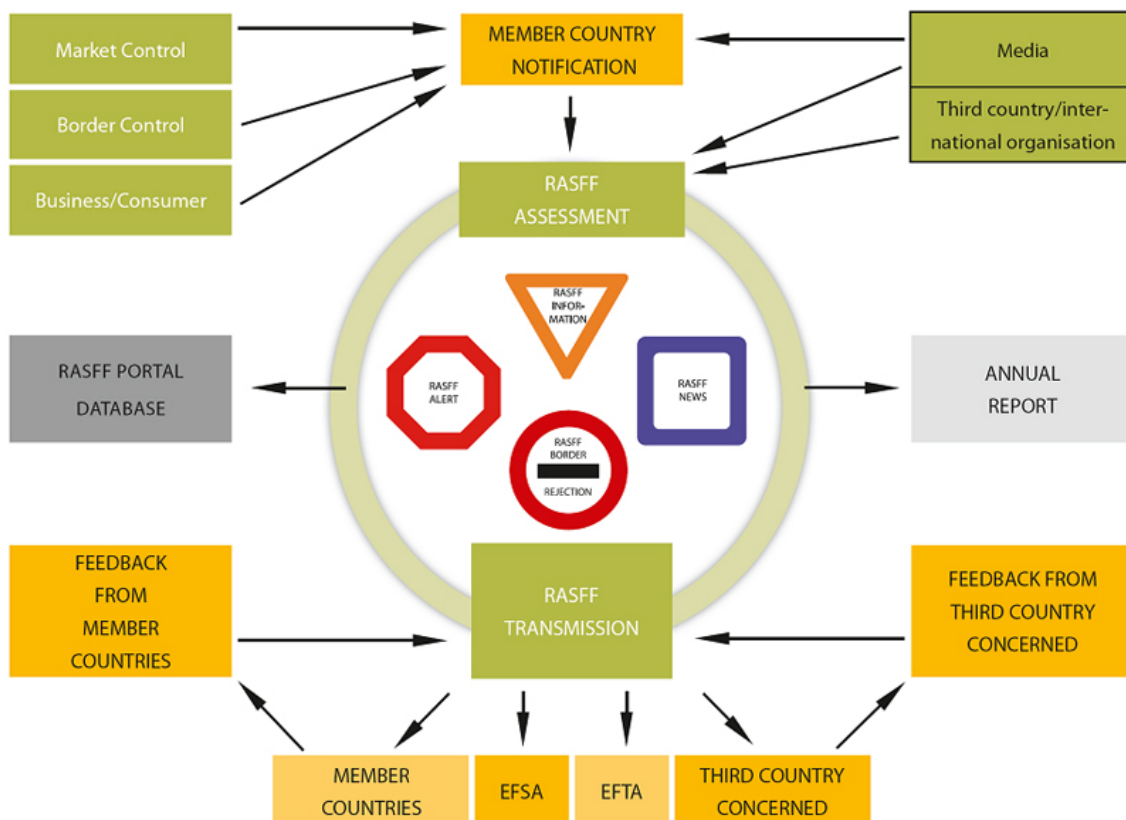 Market Control
MEMBER COUNTRY
NOTIFICATION
Media
Border Control
Third country/inter-
national organisation
Business/Consumer
RASFF
ASSESSMENT
RASFF
INFOR-
MATION
RASFF PORTAL
DATABASE
RASFF
ALERT
RASFF
NEWS
ANNUAL
REPORT
RASFF
BORDER
REJECTION
FEEDBACK
FROM
MEMBER
COUNTRIES
RASFF
TRANSMISSION
FEEDBACK FROM
THIRD COUNTRY
CONCERNED
MEMBER
COUNTRIES
EFSA
EFTA
THIRD COUNTRY
CONCERNED